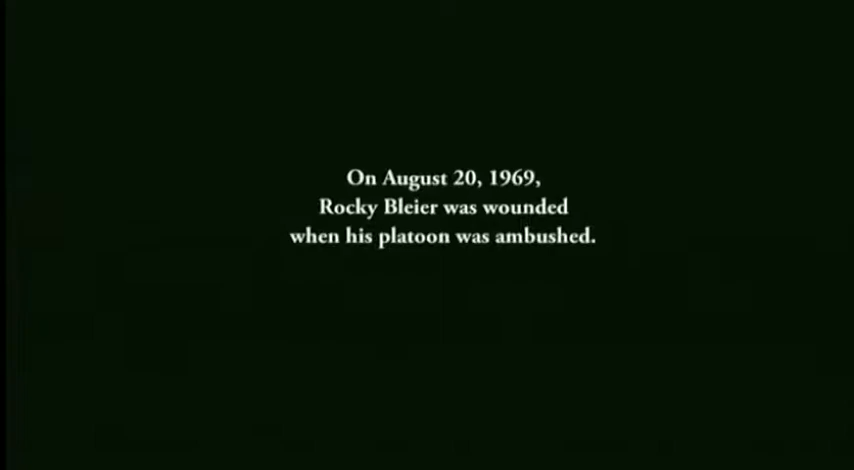 On August 20, 1969,
Rocky Bleier was wounded
when his platoon was ambushed.